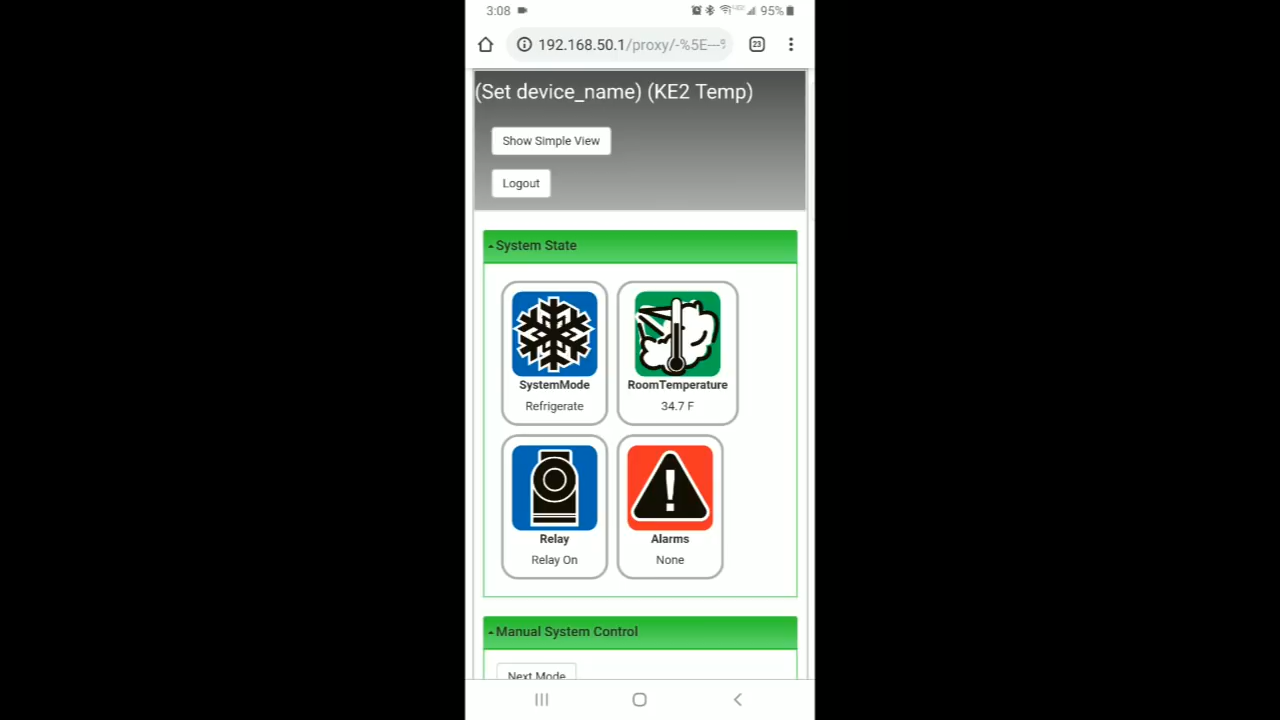 3:08
95%
192.168.50.1/proxy/-%5E---%
23
(Set device_name) (KE2 Temp)
Show Simple View
Logout
System State
SystemMode
RoomTemperature
Refrigerate
34.7 F
Relay
Alarms
Relay On
None
Manual System Control
Next Mode